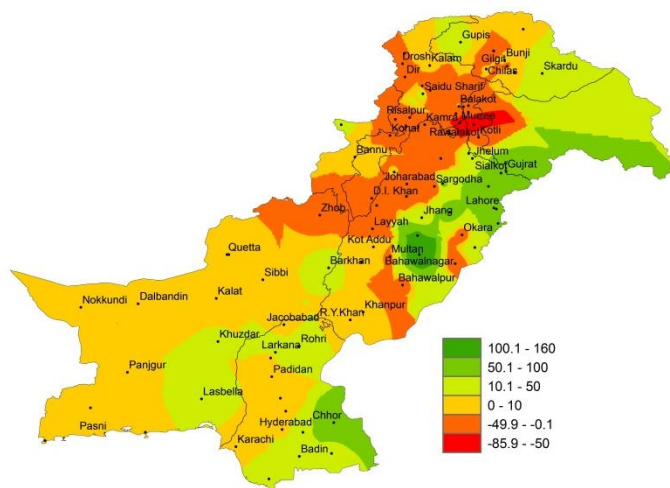 Gupis
Drosh
Kalam
Gilgit
Bunji
Chilas
Skardu
Dir
Saidu Sharif
Balakot
Risalpur
Kamra
Murree
Kohat
Rawalakot
Kotli
Bannu
Jhelum
Sialkot
Gujrat
Joharabad
Sargodha
D.I. Khan
Lahore
Zhob
Jhang
Layyah
Okara
Kot Addu
Quetta
Multan
Barkhan
Bahawalnagar
Sibbi
Bahawalpur
Nokkundi
Dalbandin
Kalat
Khanpur
R.Y.Khan
Jacobabad
Khuzdar
Rohri
Larkana
Panjgur
Padidan
Lasbella
Pasni
Chhor
Hyderabad
Karachi
Badin
100.1 - 160
50.1 - 100
10.1 - 50
0 - 10
-49.9 - -0.1
-85.9 - -50